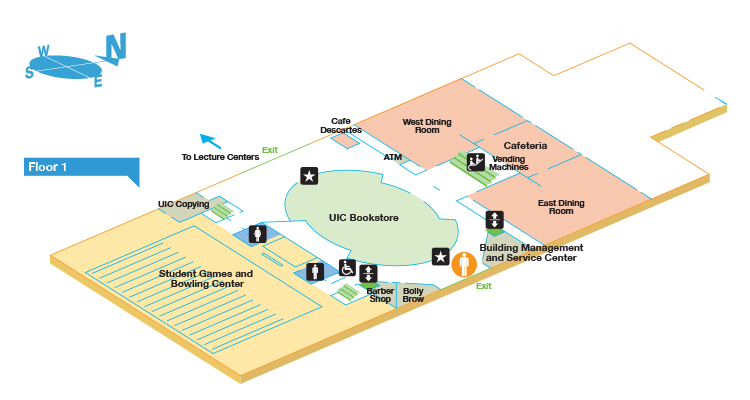 N
W
S
E
Cafe
Descartes
West Dining
Room
Cafeteria
Exit
To Lecture Centers
ATM
Vending
Machines
Floor 1
UIC Copying
UIC Bookstore
East Dining
Room
Building Management
and Service Center
Student Games and
Bowling Center
Barber
Shop
Bolly
Brow
Exit